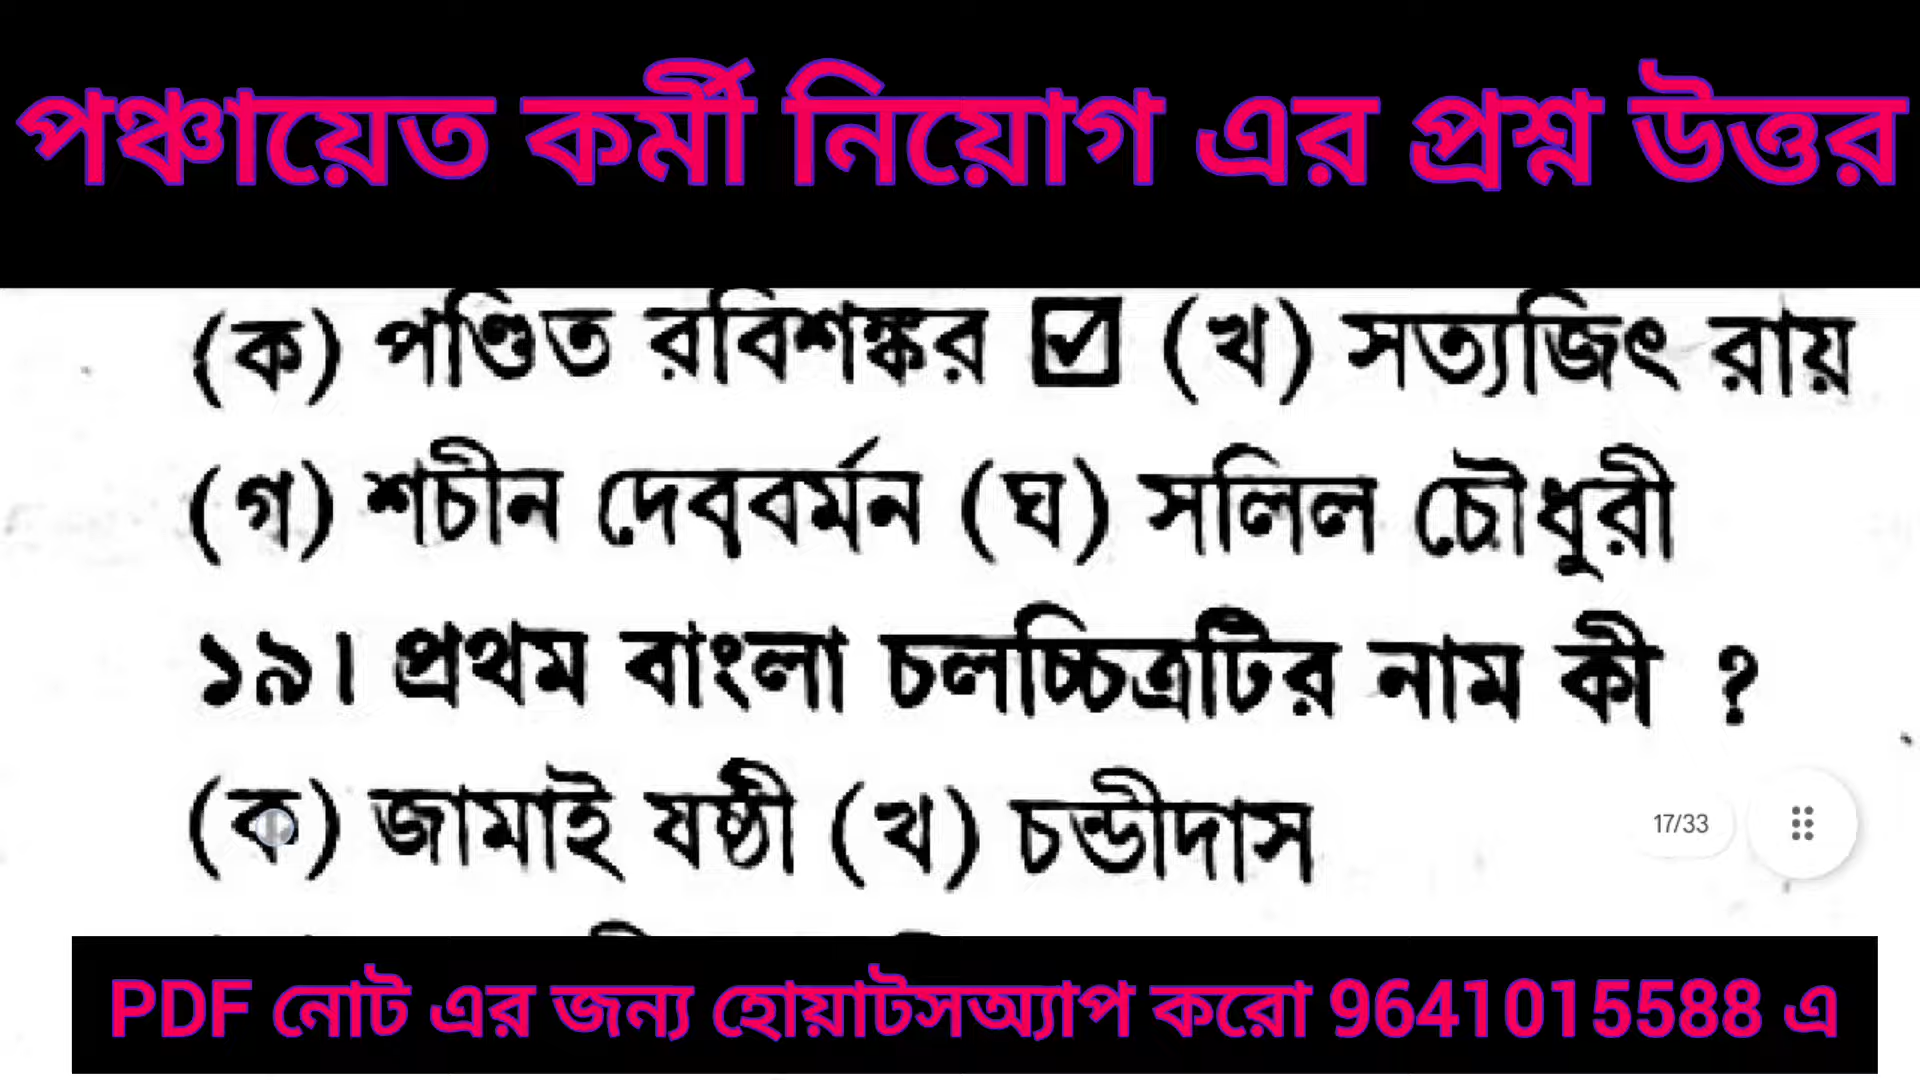 পঞ্চায়েত কর্মী নিয়োগ এর প্রশ্ন উত্তর
(ক) পণ্ডিত রবিশঙ্কর ☑ (খ) সত্যজিৎ রায়
(গ) শচীন দেববর্মন (ঘ) সলিল চৌধুরী
১৯। প্রথম বাংলা চলচ্চিত্রটির নাম কী ?
(ক) জামাই ষষ্ঠী (খ) চন্ডীদাস
17/33
PDF নোট এর জন্য হোয়াটসঅ্যাপ করো 9641015588 এ